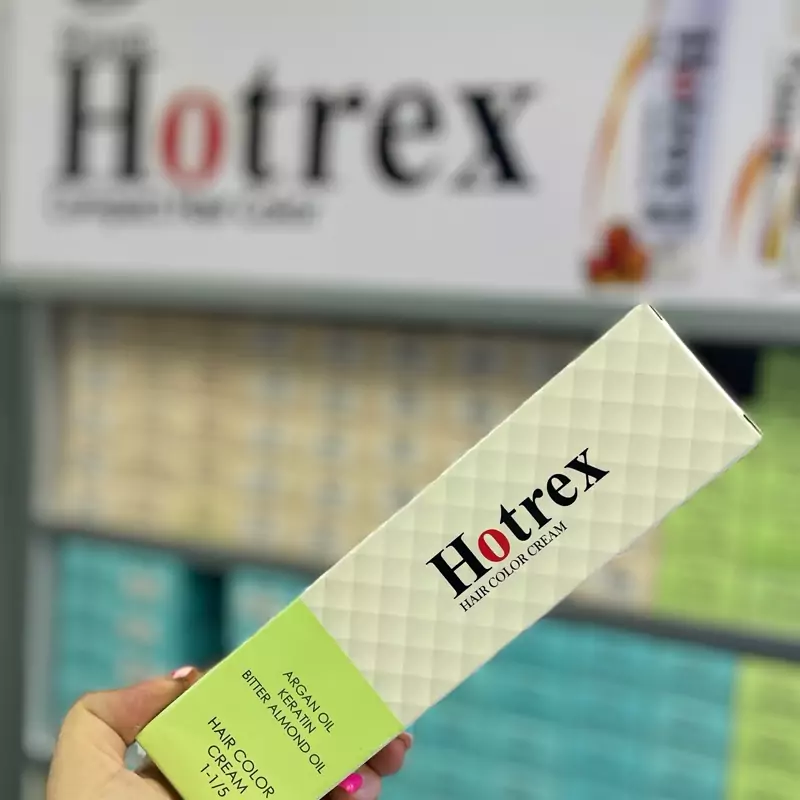 Hotrex
Hotrex
HAIR COLOR CREAM
ARGAN OIL
KERATIN
BITTER ALMOND OIL
HAIR COLOR
CREAM
1-1/5